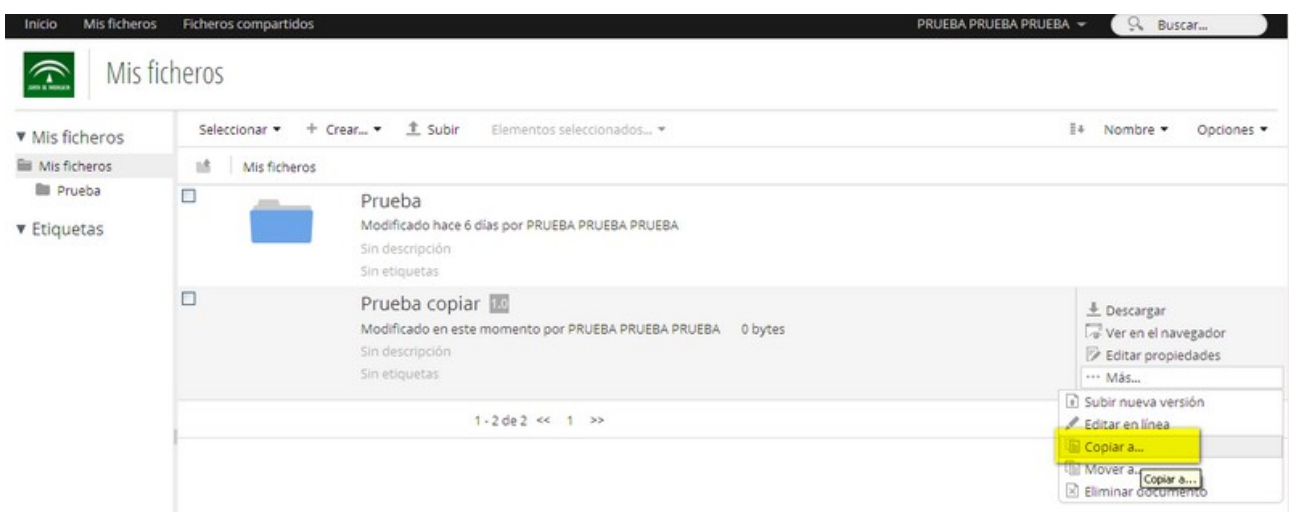 Inicio Mis ficheros Ficheros compartidos PRUEBA PRUEBA PRUEBA Buscar...
Mis ficheros
Mis ficheros
Mis ficheros
Prueba
Etiquetas
Seleccionar + Crear... Subir Elementos seleccionados... Nombre Opciones
Mis ficheros
Prueba
Modificado hace 6 días por PRUEBA PRUEBA PRUEBA
Sin descripción
Sin etiquetas
Prueba copiar 1.0
Modificado en este momento por PRUEBA PRUEBA PRUEBA 0 bytes
Sin descripción
Sin etiquetas
Descargar
Ver en el navegador
Editar propiedades
... Más...
Subir nueva versión
Editar en línea
Copiar a...
Mover a...
Copiar a...
Eliminar documento
1 - 2 de 2 << 1 >>